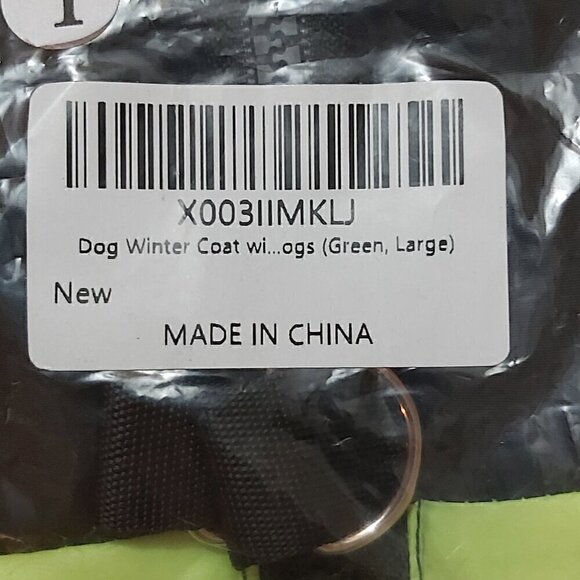 X003IIMKLJ
Dog Winter Coat wi...ogs (Green, Large)
New
MADE IN CHINA